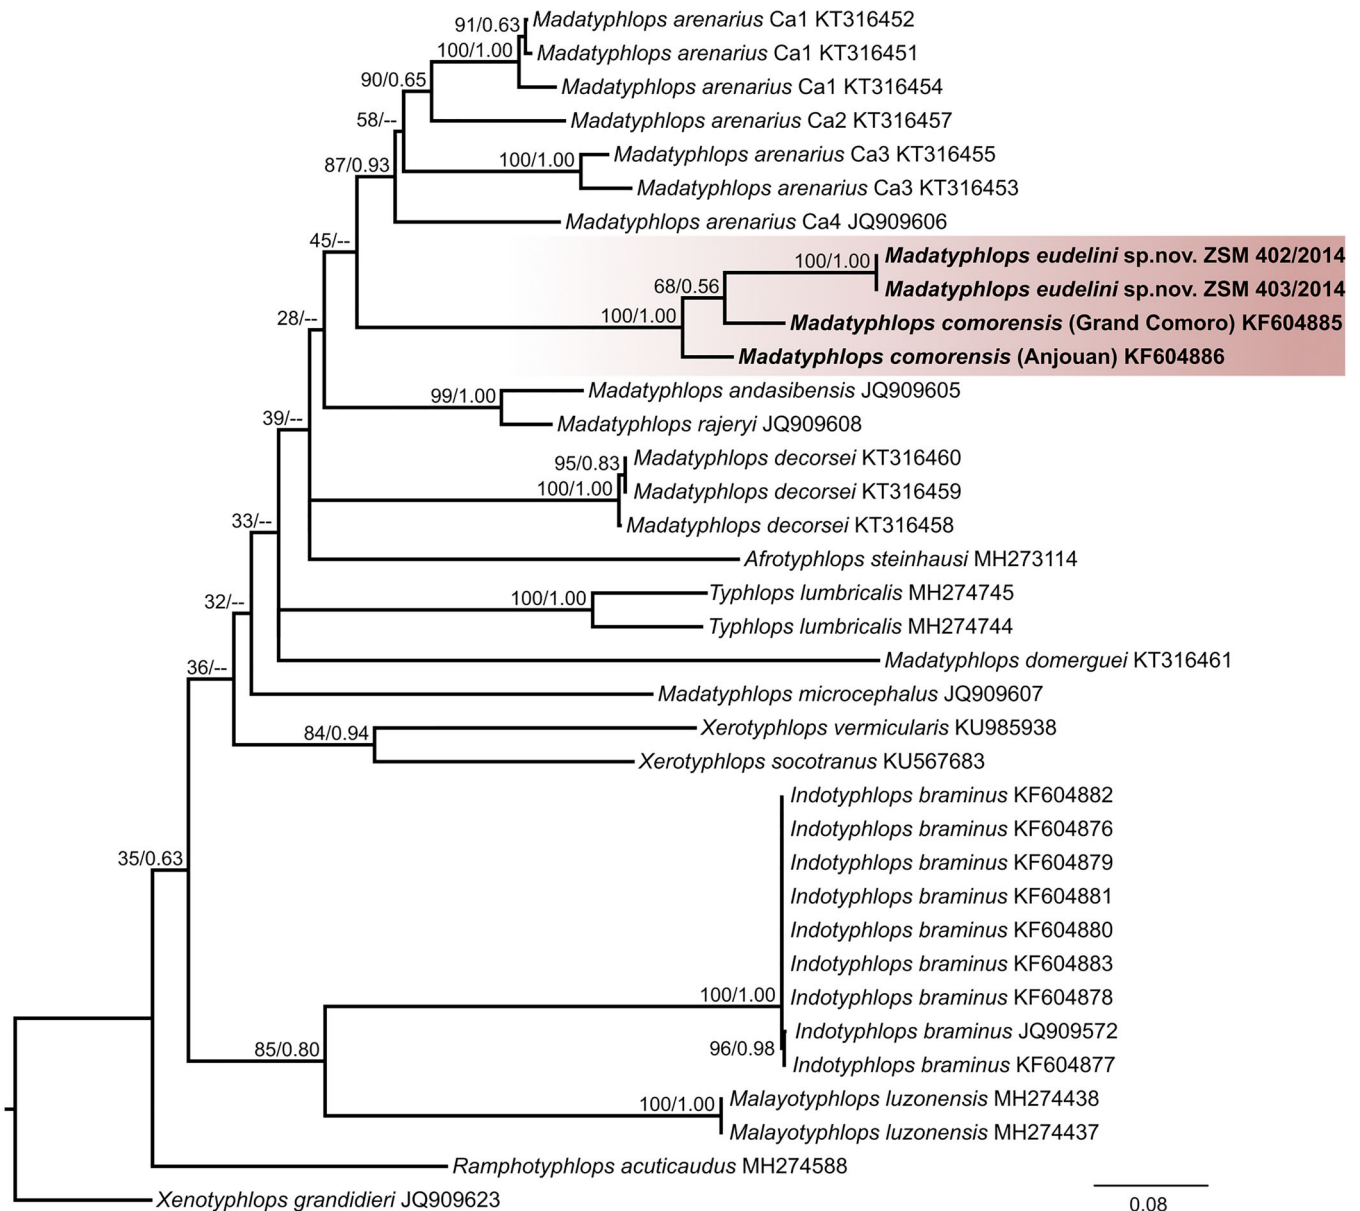 91/0.63
Madatyphlops arenarius Ca1 KT316452
100/1.00
Madatyphlops arenarius Ca1 KT316451
90/0.65
Madatyphlops arenarius Ca1 KT316454
58/--
Madatyphlops arenarius Ca2 KT316457
87/0.93
100/1.00
Madatyphlops arenarius Ca3 KT316455
Madatyphlops arenarius Ca3 KT316453
Madatyphlops arenarius Ca4 JQ909606
45/--
100/1.00
Madatyphlops eudelini sp.nov. ZSM 402/2014
68/0.56
Madatyphlops eudelini sp.nov. ZSM 403/2014
28/--
100/1.00
Madatyphlops comorensis (Grand Comoro) KF604885
Madatyphlops comorensis (Anjouan) KF604886
99/1.00
Madatyphlops andasibensis JQ909605
39/--
Madatyphlops rajeryi JQ909608
95/0.83
Madatyphlops decorsei KT316460
100/1.00
Madatyphlops decorsei KT316459
33/--
Madatyphlops decorsei KT316458
Afrotyphlops steinhausi MH273114
32/--
100/1.00
Typhlops lumbricalis MH274745
Typhlops lumbricalis MH274744
36/--
Madatyphlops domerguei KT316461
Madatyphlops microcephalus JQ909607
84/0.94
Xerotyphlops vermicularis KU985938
Xerotyphlops socotranus KU567683
Indotyphlops braminus KF604882
Indotyphlops braminus KF604876
35/0.63
Indotyphlops braminus KF604879
Indotyphlops braminus KF604881
Indotyphlops braminus KF604880
Indotyphlops braminus KF604883
100/1.00
Indotyphlops braminus KF604878
Indotyphlops braminus JQ909572
85/0.80
96/0.98
Indotyphlops braminus KF604877
100/1.00
Malayotyphlops luzonensis MH274438
Malayotyphlops luzonensis MH274437
Ramphotyphlops acuticaudus MH274588
Xenotyphlops grandidieri JQ909623
0.08